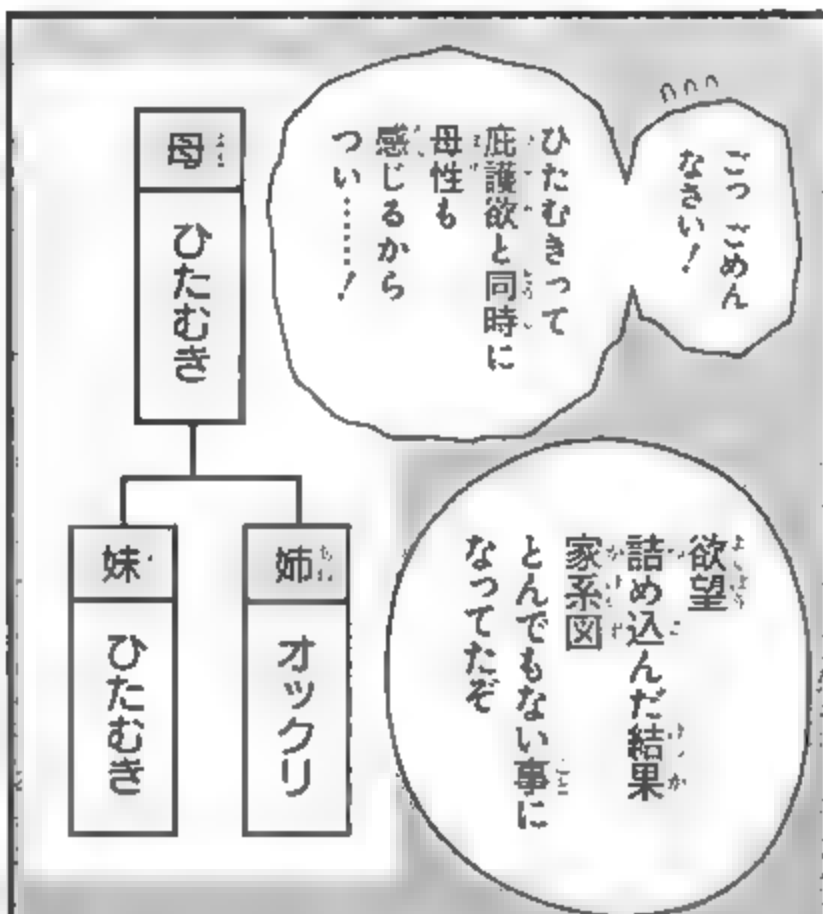 ごっ ごめん
なさい!
ひたむきって
庇護欲と同時に
母性も
感じるから
つい……!
欲望
詰め込んだ結果
家系図
とんでもない事に
なってたぞ
母
ひたむき
姉
オックリ
妹
ひたむき